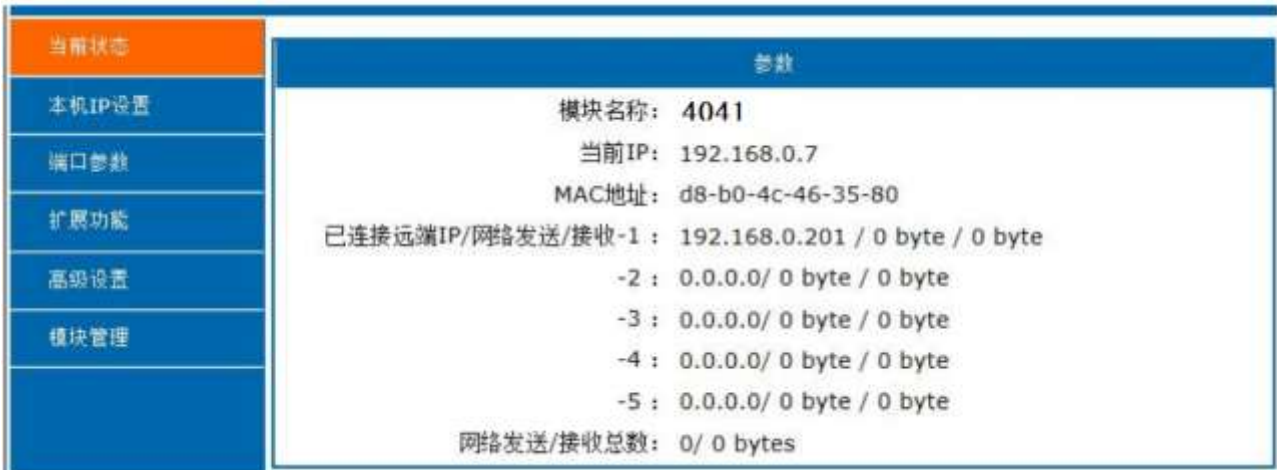 当前状态
本机IP设置
端口参数
扩展功能
高级设置
模块管理
参数
模块名称： 4041
当前IP： 192.168.0.7
MAC地址： d8-b0-4c-46-35-80
已连接远端IP/网络发送/接收-1： 192.168.0.201 / 0 byte / 0 byte
-2： 0.0.0.0/ 0 byte / 0 byte
-3： 0.0.0.0/ 0 byte / 0 byte
-4： 0.0.0.0/ 0 byte / 0 byte
-5： 0.0.0.0/ 0 byte / 0 byte
网络发送/接收总数： 0/ 0 bytes